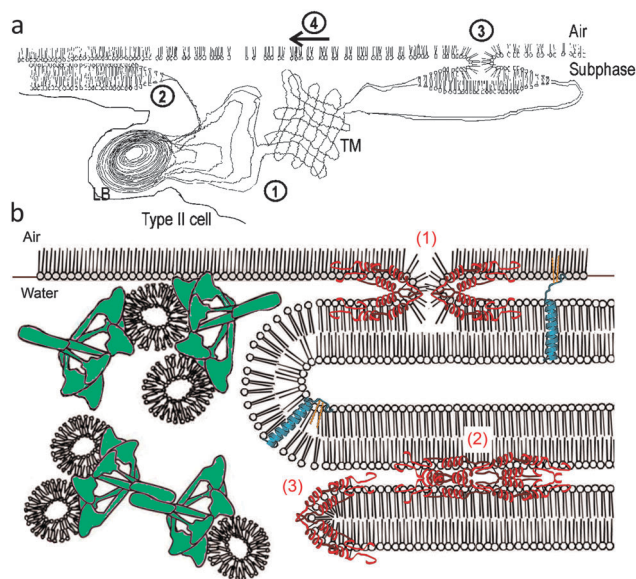 a
4
3
Air
Subphase
2
TM
LB
1
Type II cell
b
Air
(1)
Water
(2)
(3)